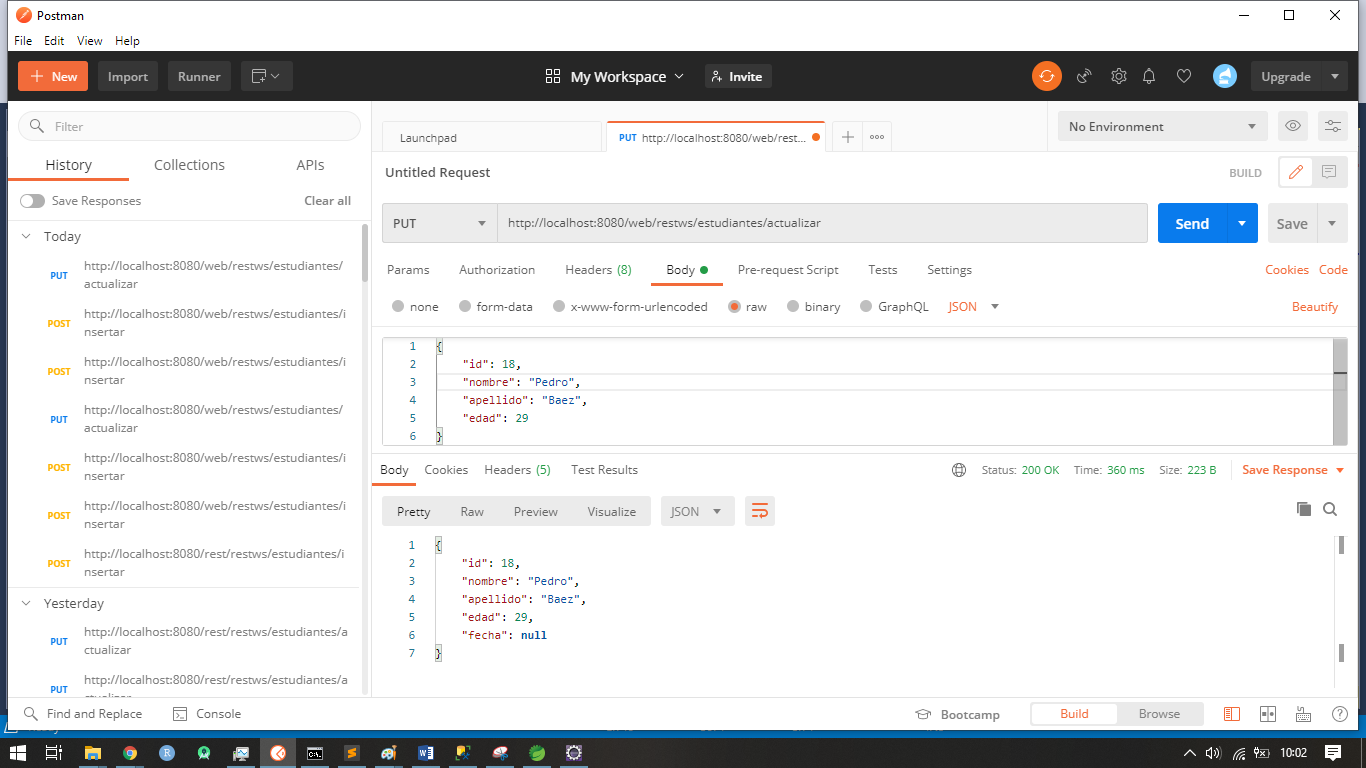 Postman
File Edit View Help
New Import Runner My Workspace Invite Upgrade
Filter
History Collections APIs
Save Responses Clear all
Today
PUT http://localhost:8080/web/restws/estudiantes/
actualizar
POST http://localhost:8080/web/restws/estudiantes/i
nsertar
POST http://localhost:8080/web/restws/estudiantes/i
nsertar
PUT http://localhost:8080/web/restws/estudiantes/
actualizar
POST http://localhost:8080/web/restws/estudiantes/i
nsertar
POST http://localhost:8080/web/restws/estudiantes/i
nsertar
POST http://localhost:8080/rest/restws/estudiantes/i
nsertar
Yesterday
PUT http://localhost:8080/rest/restws/estudiantes/a
ctualizar
PUT http://localhost:8080/rest/restws/estudiantes/a
Launchpad PUT http://localhost:8080/web/rest... No Environment
Untitled Request BUILD
PUT http://localhost:8080/web/restws/estudiantes/actualizar Send Save
Params Authorization Headers (8) Body Pre-request Script Tests Settings Cookies Code
none form-data x-www-form-urlencoded raw binary GraphQL JSON Beautify
1 {
2 "id": 18,
3 "nombre": "Pedro",
4 "apellido": "Baez",
5 "edad": 29
6 }
Body Cookies Headers (5) Test Results Status: 200 OK Time: 360 ms Size: 223 B Save Response
Pretty Raw Preview Visualize JSON
1 {
2 "id": 18,
3 "nombre": "Pedro",
4 "apellido": "Baez",
5 "edad": 29,
6 "fecha": null
7 }
Find and Replace Console Bootcamp Build Browse
10:02